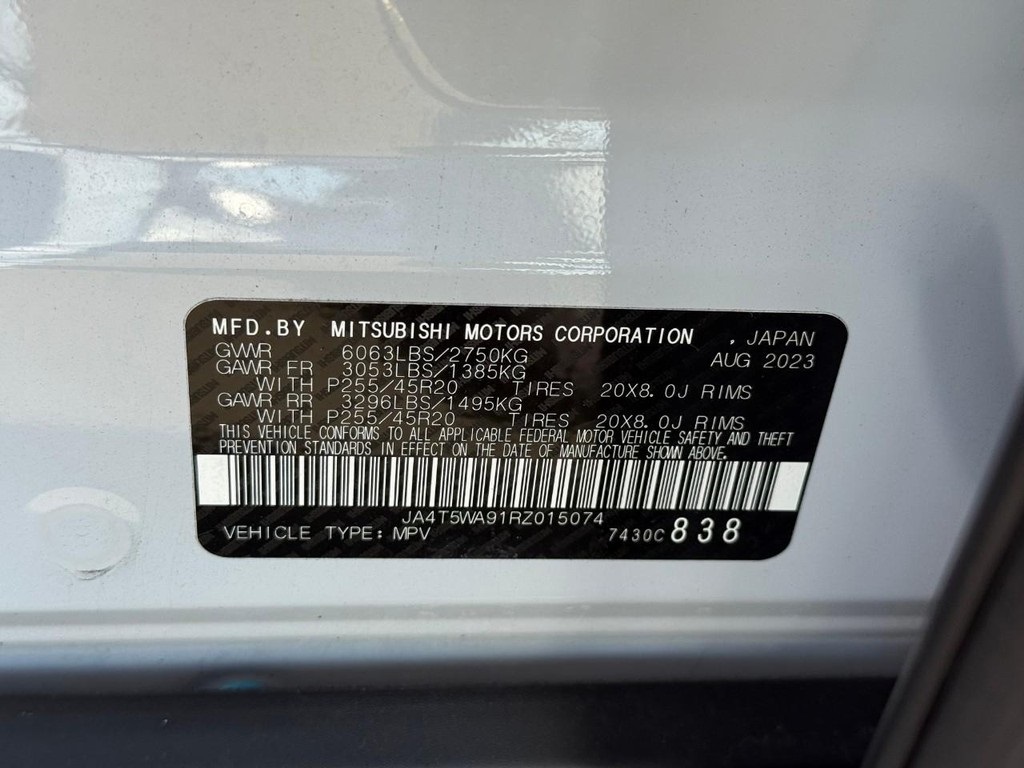 MFD.BY MITSUBISHI MOTORS CORPORATION , JAPAN
GVWR 6063LBS/2750KG AUG 2023
GAWR FR 3053LBS/1385KG
WITH P255/45R20 TIRES 20X8.0J RIMS
GAWR RR 3296LBS/1495KG
WITH P255/45R20 TIRES 20X8.0J RIMS
THIS VEHICLE CONFORMS TO ALL APPLICABLE FEDERAL MOTOR VEHICLE SAFETY AND THEFT
PREVENTION STANDARDS IN EFFECT ON THE DATE OF MANUFACTURE SHOWN ABOVE.
JA4T5WA91RZ015074
VEHICLE TYPE: MPV 7430C 838